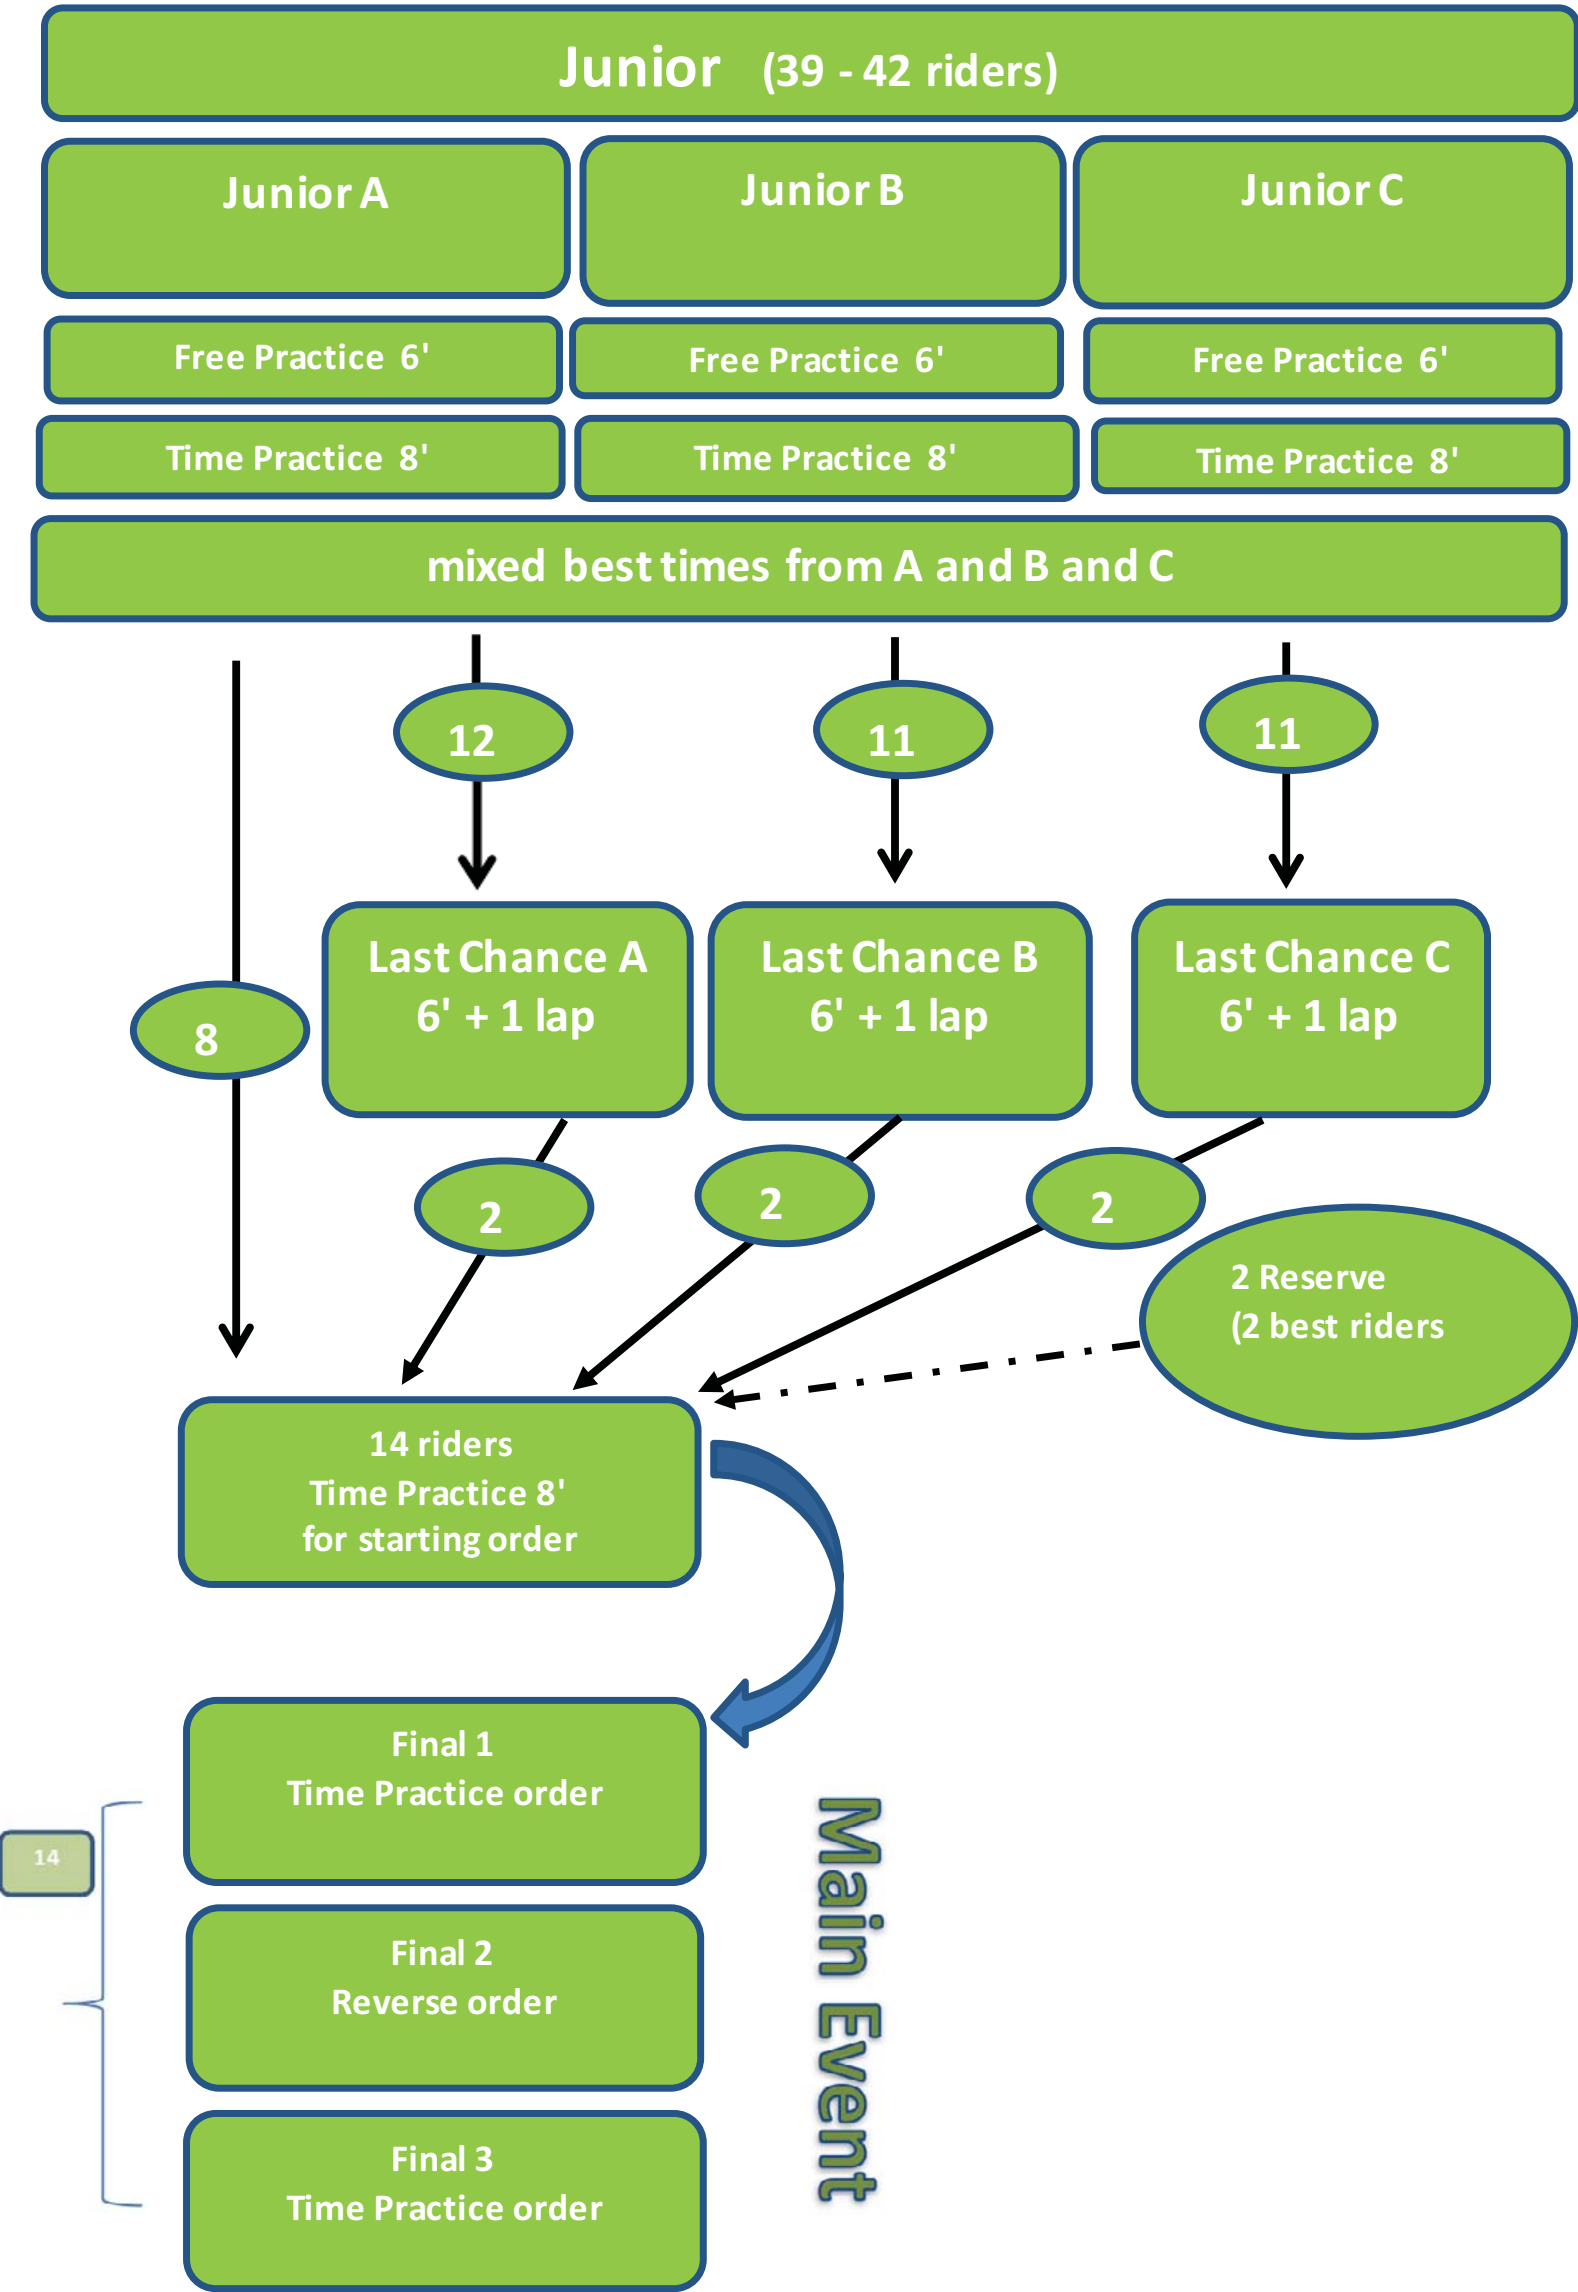 Junior (39 - 42 riders)
Junior A
Junior B
Junior C
Free Practice 6'
Free Practice 6'
Free Practice 6'
Time Practice 8'
Time Practice 8'
Time Practice 8'
mixed best times from A and B and C
12
11
11
Last Chance A
6' + 1 lap
Last Chance B
6' + 1 lap
Last Chance C
6' + 1 lap
8
2
2
2
2 Reserve
(2 best riders
14 riders
Time Practice 8'
for starting order
Final 1
Time Practice order
14
Final 2
Reverse order
Final 3
Time Practice order
Main Event